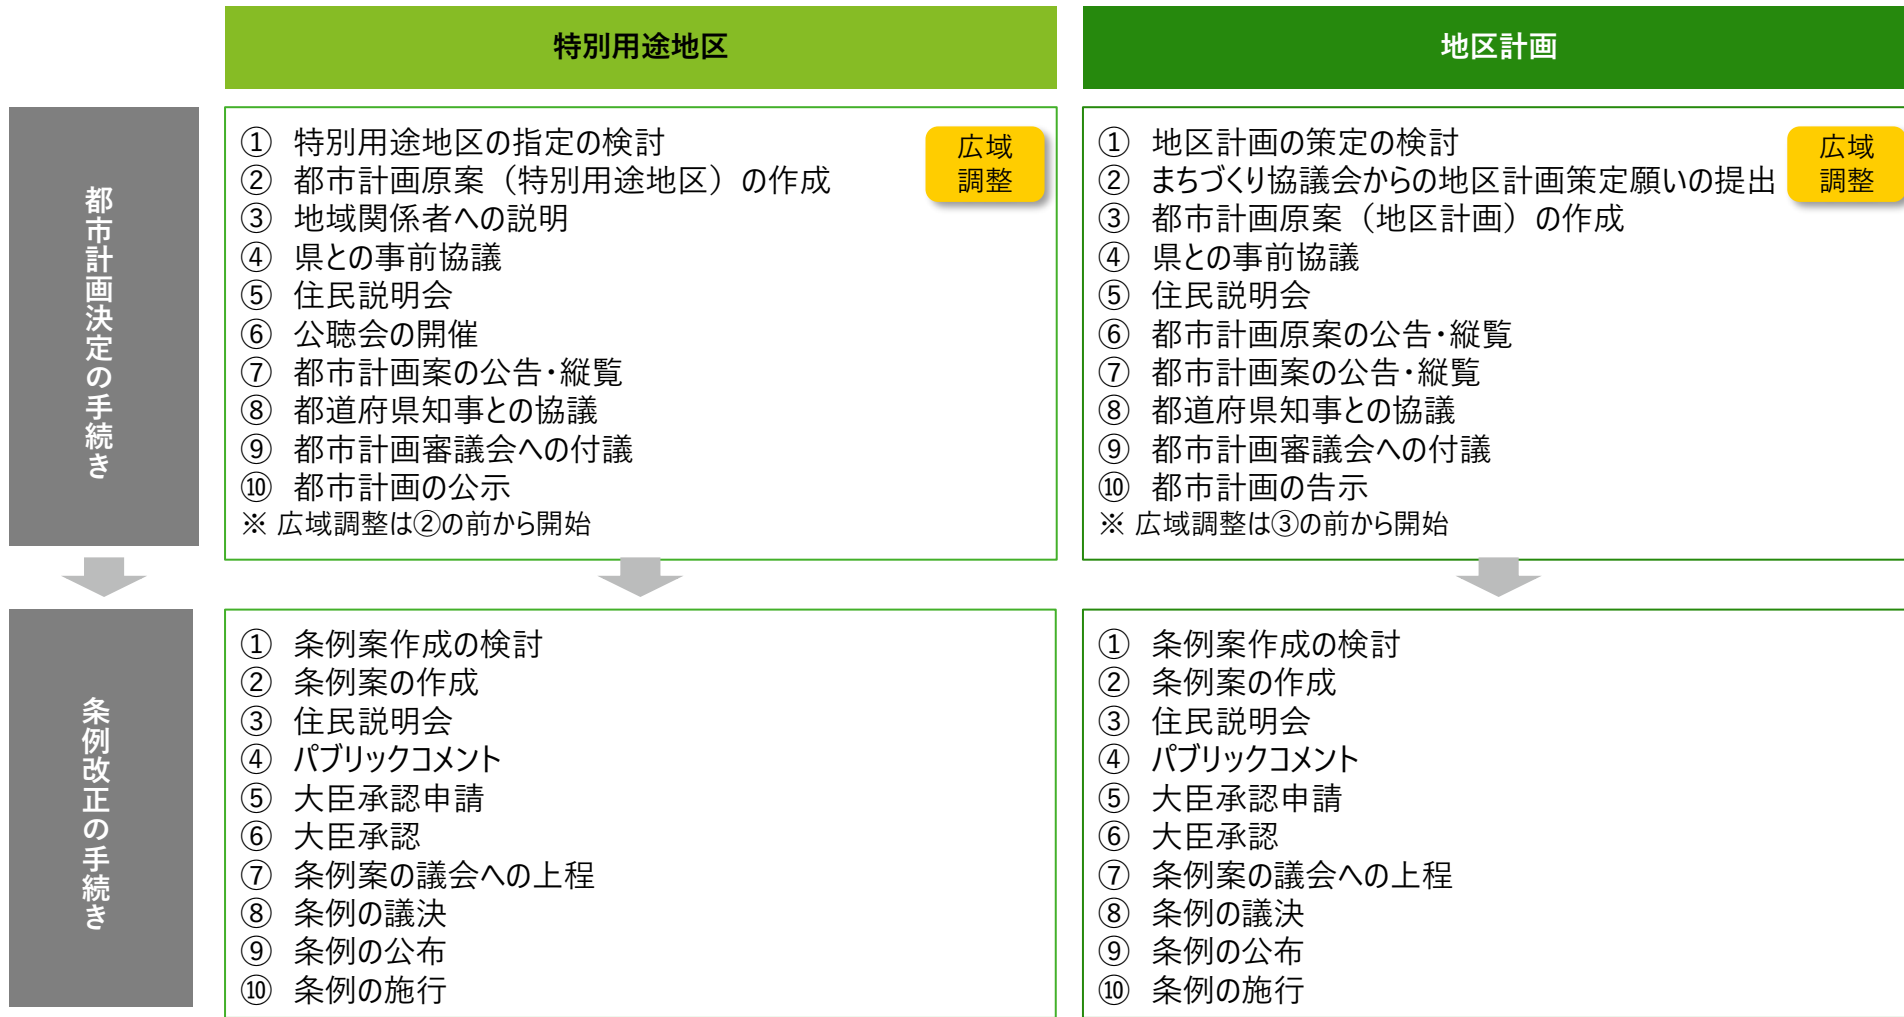 特別用途地区
地区計画
都市計画決定の手続き
① 特別用途地区の指定の検討
② 都市計画原案（特別用途地区）の作成
③ 地域関係者への説明
④ 県との事前協議
⑤ 住民説明会
⑥ 公聴会の開催
⑦ 都市計画案の公告・縦覧
⑧ 都道府県知事との協議
⑨ 都市計画審議会への付議
⑩ 都市計画の公示
※ 広域調整は②の前から開始
広域
調整
① 地区計画の策定の検討
② まちづくり協議会からの地区計画策定願いの提出
③ 都市計画原案（地区計画）の作成
④ 県との事前協議
⑤ 住民説明会
⑥ 都市計画原案の公告・縦覧
⑦ 都市計画案の公告・縦覧
⑧ 都道府県知事との協議
⑨ 都市計画審議会への付議
⑩ 都市計画の告示
※ 広域調整は③の前から開始
広域
調整
条例改正の手続き
① 条例案作成の検討
② 条例案の作成
③ 住民説明会
④ パブリックコメント
⑤ 大臣承認申請
⑥ 大臣承認
⑦ 条例案の議会への上程
⑧ 条例の議決
⑨ 条例の公布
⑩ 条例の施行
① 条例案作成の検討
② 条例案の作成
③ 住民説明会
④ パブリックコメント
⑤ 大臣承認申請
⑥ 大臣承認
⑦ 条例案の議会への上程
⑧ 条例の議決
⑨ 条例の公布
⑩ 条例の施行